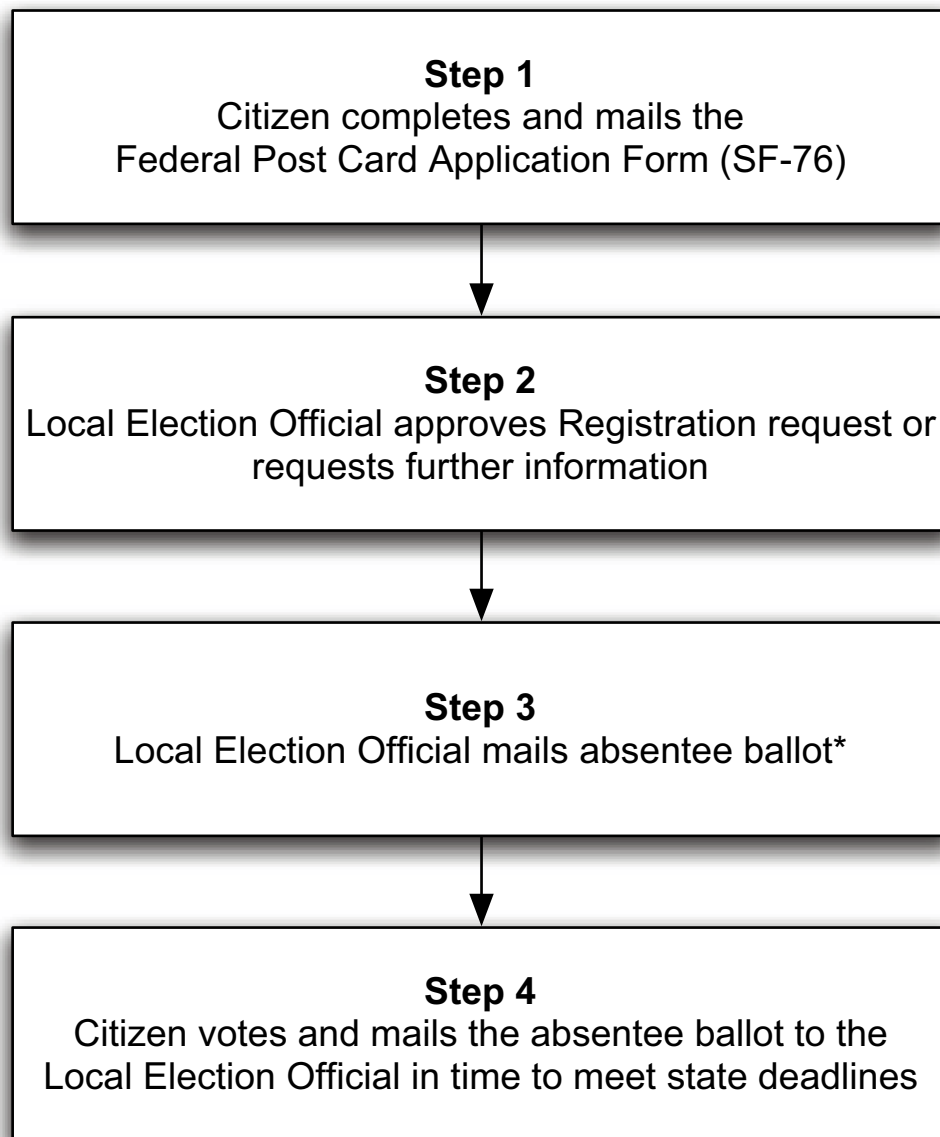 Step 1
Citizen completes and mails the
Federal Post Card Application Form (SF-76)
Step 2
Local Election Official approves Registration request or
requests further information
Step 3
Local Election Official mails absentee ballot*
Step 4
Citizen votes and mails the absentee ballot to the
Local Election Official in time to meet state deadlines